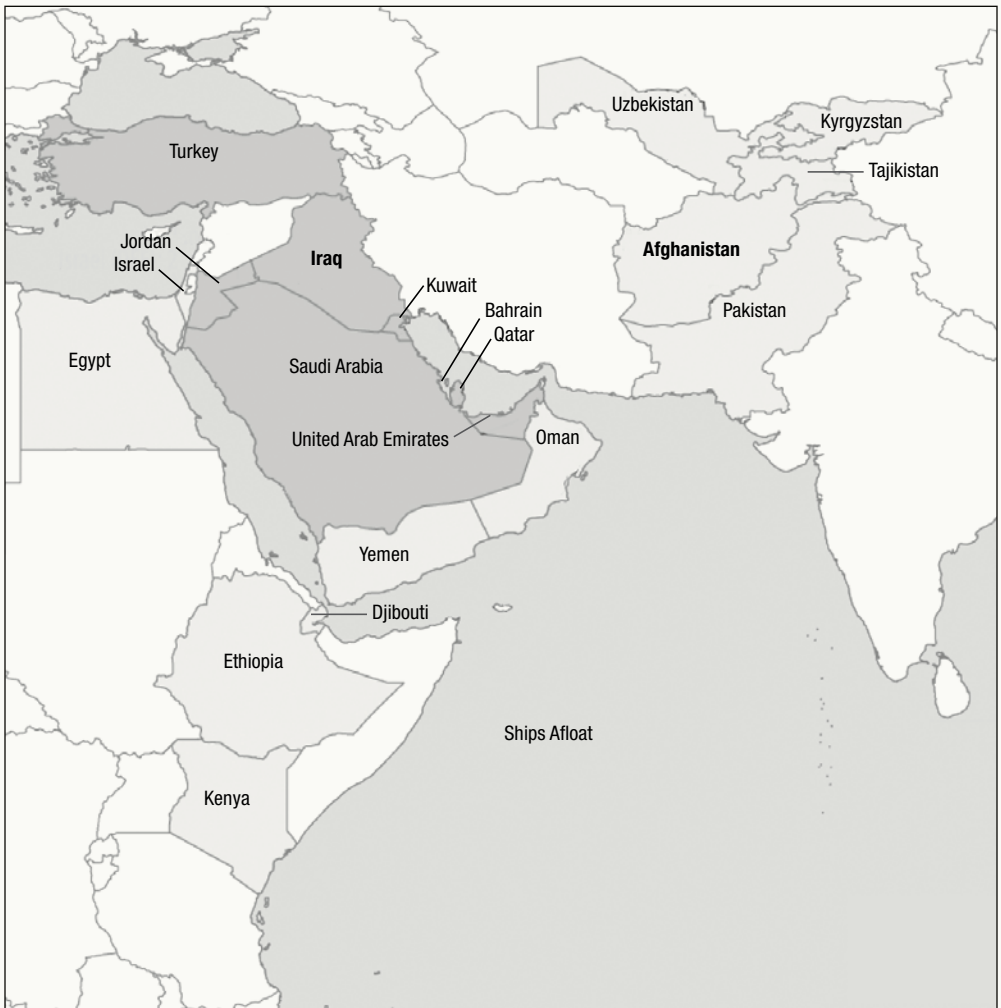 Uzbekistan
Kyrgyzstan
Turkey
Tajikistan
Jordan
Israel
Iraq
Afghanistan
Kuwait
Bahrain
Qatar
Pakistan
Egypt
Saudi Arabia
United Arab Emirates
Oman
Yemen
Djibouti
Ethiopia
Ships Afloat
Kenya